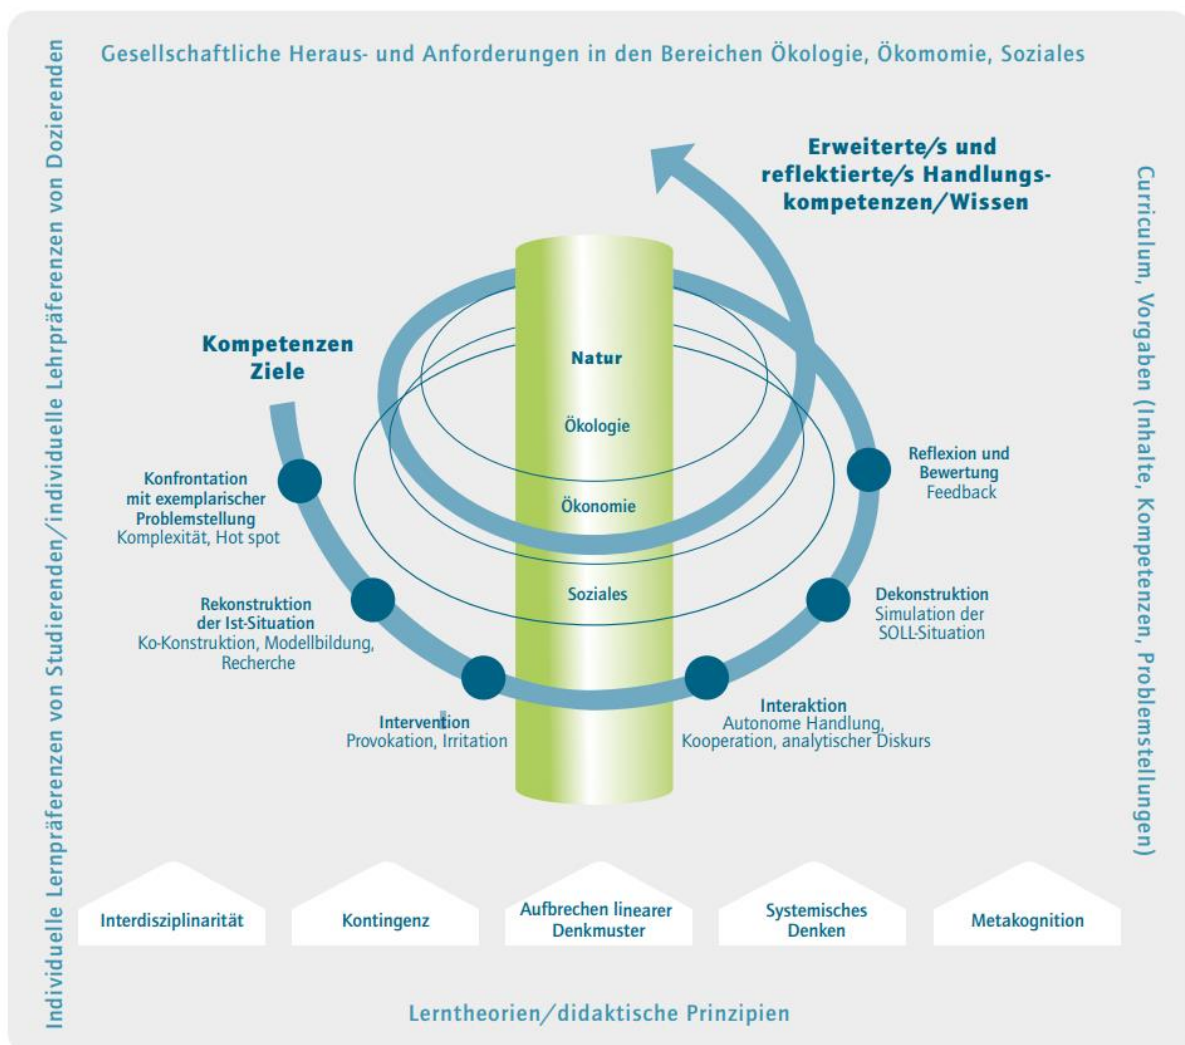 Gesellschaftliche Heraus- und Anforderungen in den Bereichen Ökologie, Ökomomie, Soziales
Individuelle Lernpräferenzen von Studierenden/individuelle Lehrpräferenzen von Dozierenden
Erweiterte/s und
reflektierte/s Handlungs-
kompetenzen/Wissen
Curriculum, Vorgaben (Inhalte, Kompetenzen, Problemstellungen)
Kompetenzen
Ziele
Natur
Ökologie
Ökonomie
Soziales
Konfrontation
mit exemplarischer
Problemstellung
Komplexität, Hot spot
Rekonstruktion
der Ist-Situation
Ko-Konstruktion, Modellbildung,
Recherche
Intervention
Provokation, Irritation
Interaktion
Autonome Handlung,
Kooperation, analytischer Diskurs
Dekonstruktion
Simulation der
SOLL-Situation
Reflexion und
Bewertung
Feedback
Interdisziplinarität
Kontingenz
Aufbrechen linearer
Denkmuster
Systemisches
Denken
Metakognition
Lerntheorien/didaktische Prinzipien